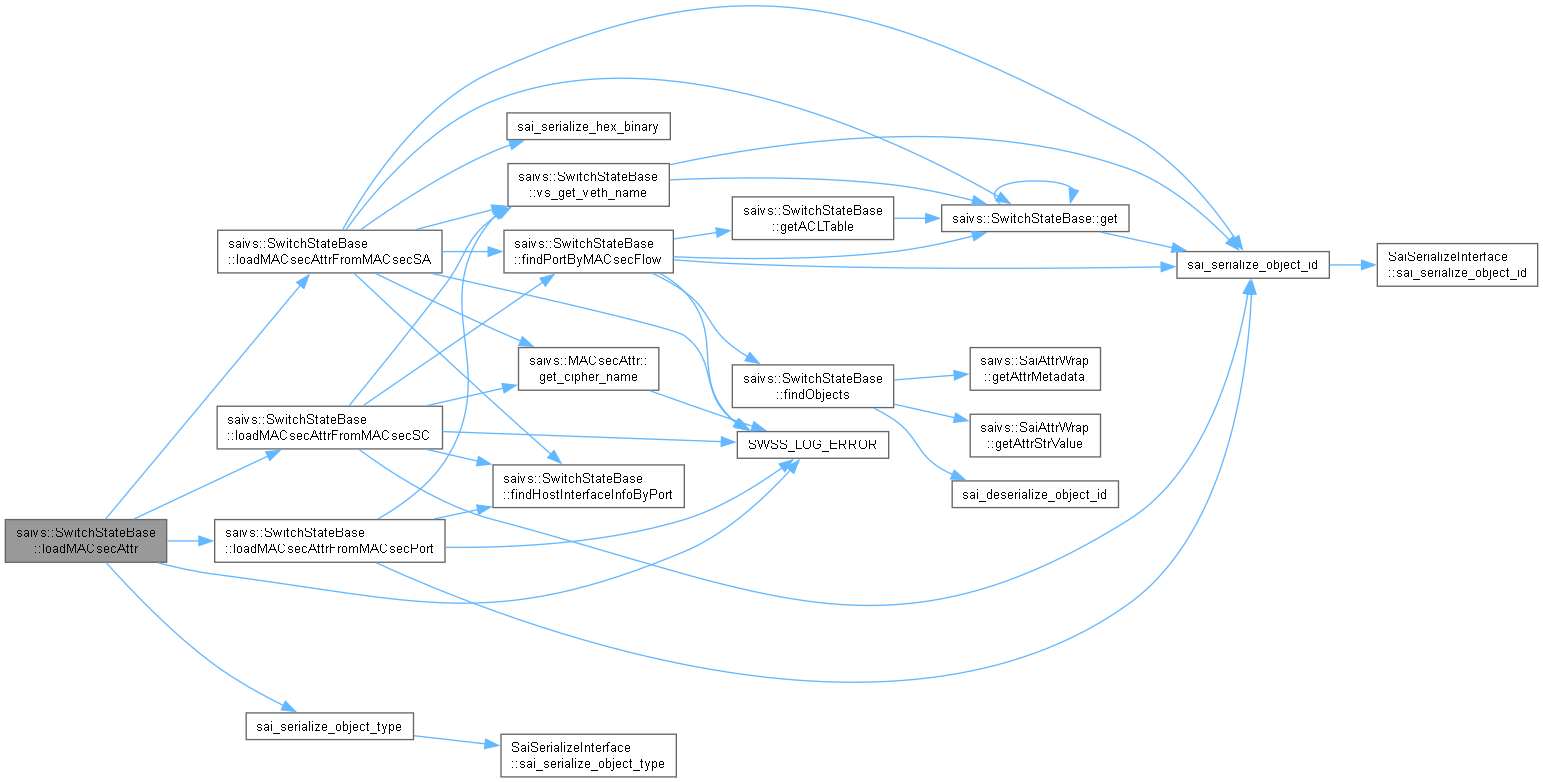 sai_serialize_hex_binary
saivs::SwitchStateBase
::vs_get_veth_name
saivs::SwitchStateBase
::getACLTable
saivs::SwitchStateBase::get
saivs::SwitchStateBase
::loadMACsecAttrFromMACsecSA
saivs::SwitchStateBase
::findPortByMACsecFlow
sai_serialize_object_id
SaiSerializeInterface
::sai_serialize_object_id
saivs::MACsecAttr::
get_cipher_name
saivs::SwitchStateBase
::findObjects
saivs::SaiAttrWrap
::getAttrMetadata
saivs::SwitchStateBase
::loadMACsecAttrFromMACsecSC
SWSS_LOG_ERROR
saivs::SaiAttrWrap
::getAttrStrValue
saivs::SwitchStateBase
::findHostInterfaceInfoByPort
sai_deserialize_object_id
saivs::SwitchStateBase
::loadMACsecAttr
saivs::SwitchStateBase
::loadMACsecAttrFromMACsecPort
sai_serialize_object_type
SaiSerializeInterface
::sai_serialize_object_type